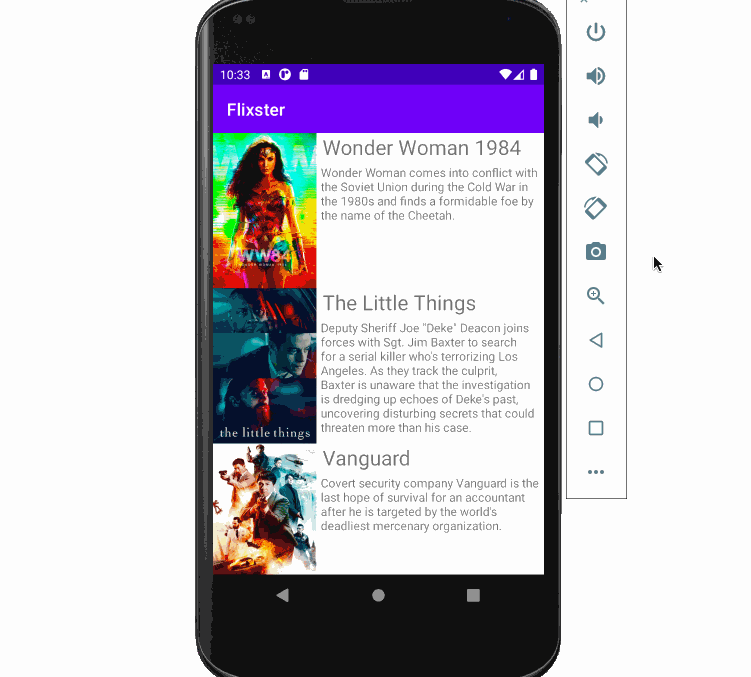 10:33
Flixster
Wonder Woman 1984
Wonder Woman comes into conflict with
the Soviet Union during the Cold War in
the 1980s and finds a formidable foe by
the name of the Cheetah.
WW84
The Little Things
Deputy Sheriff Joe "Deke" Deacon joins
forces with Sgt. Jim Baxter to search
for a serial killer who's terrorizing Los
Angeles. As they track the culprit,
Baxter is unaware that the investigation
is dredging up echoes of Deke's past,
uncovering disturbing secrets that could
threaten more than his case.
the little things
Vanguard
Covert security company Vanguard is the
last hope of survival for an accountant
after he is targeted by the world's
deadliest mercenary organization.